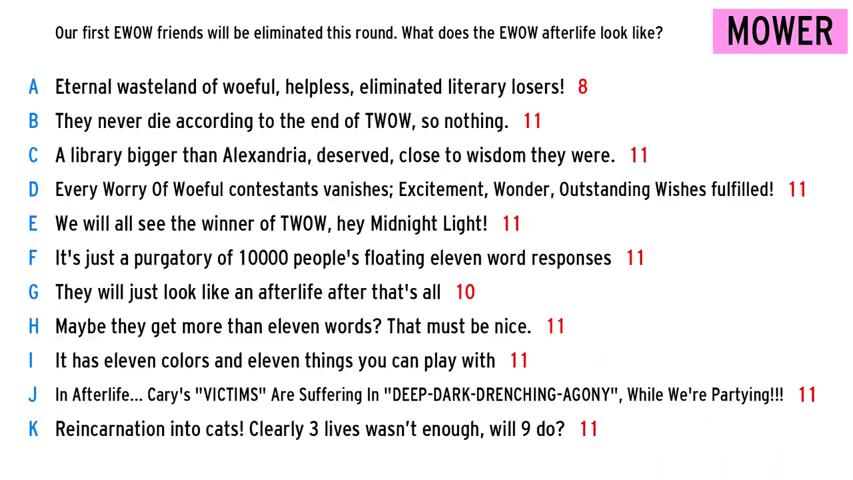 Our first EWOW friends will be eliminated this round. What does the EWOW afterlife look like?
MOWER
A Eternal wasteland of woeful, helpless, eliminated literary losers! 8
B They never die according to the end of TWOW, so nothing. 11
C A library bigger than Alexandria, deserved, close to wisdom they were. 11
D Every Worry Of Woeful contestants vanishes; Excitement, Wonder, Outstanding Wishes fulfilled! 11
E We will all see the winner of TWOW, hey Midnight Light! 11
F It's just a purgatory of 10000 people's floating eleven word responses 11
G They will just look like an afterlife after that's all 10
H Maybe they get more than eleven words? That must be nice. 11
I It has eleven colors and eleven things you can play with 11
J In Afterlife... Cary's "VICTIMS" Are Suffering In "DEEP-DARK-DRENCHING-AGONY", While We're Partying!!! 11
K Reincarnation into cats! Clearly 3 lives wasn’t enough, will 9 do? 11